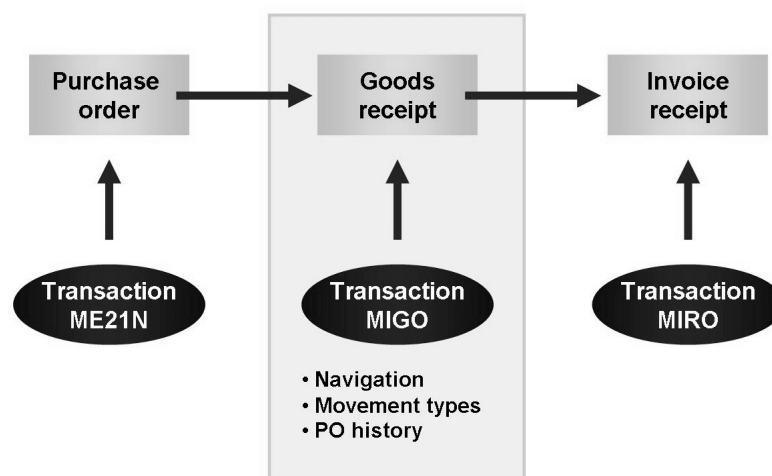 Purchase
order
Goods
receipt
Invoice
receipt
Transaction
ME21N
Transaction
MIGO
Transaction
MIRO
• Navigation
• Movement types
• PO history